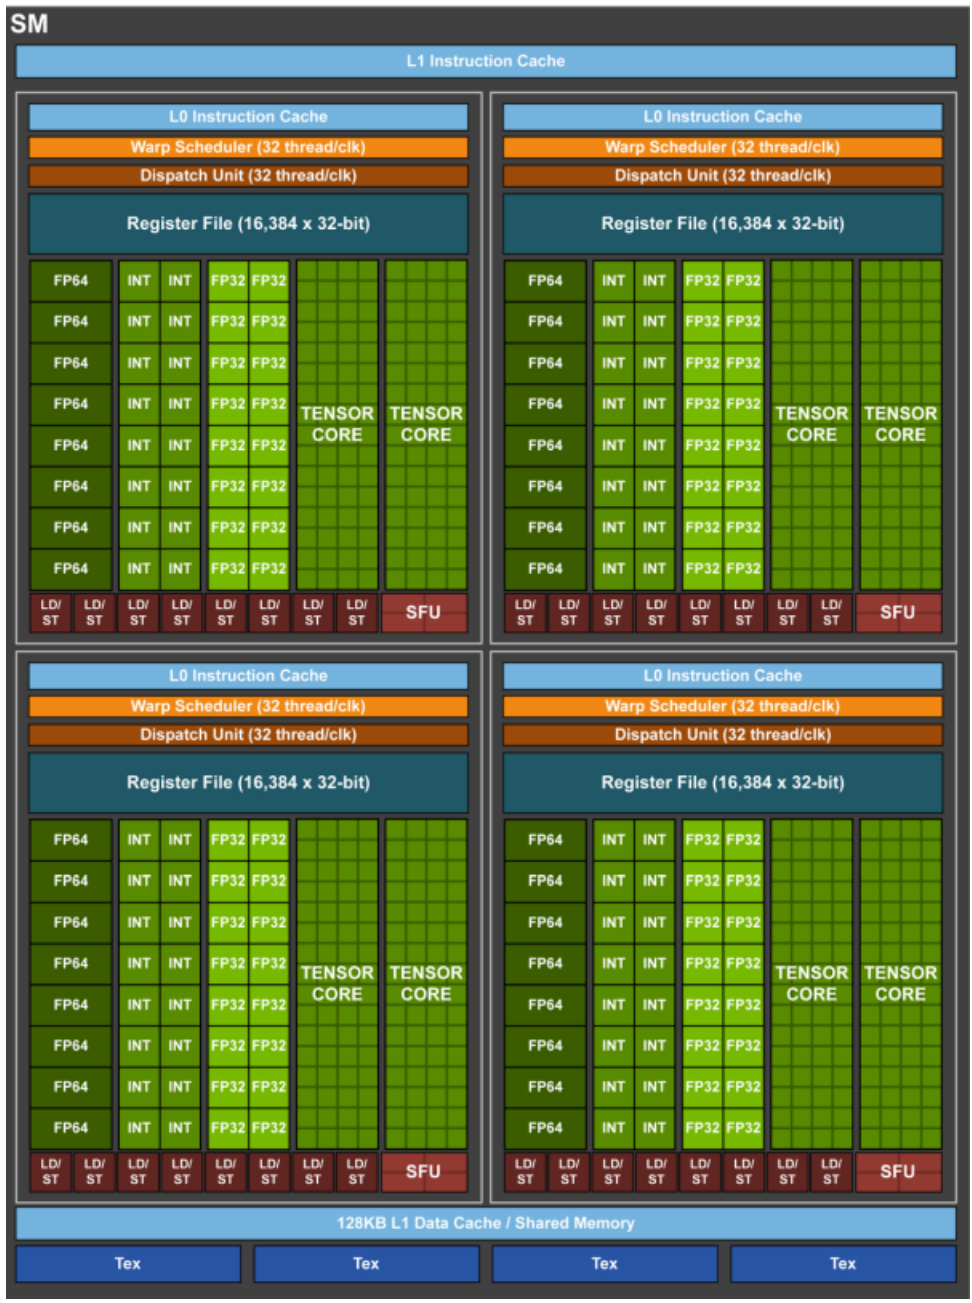 SM
L1 Instruction Cache
L0 Instruction Cache
Warp Scheduler (32 thread/clk)
Dispatch Unit (32 thread/clk)
Register File (16,384 x 32-bit)
FP64 INT INT FP32 FP32
FP64 INT INT FP32 FP32
FP64 INT INT FP32 FP32
FP64 INT INT FP32 FP32
TENSOR CORE TENSOR CORE
FP64 INT INT FP32 FP32
FP64 INT INT FP32 FP32
FP64 INT INT FP32 FP32
FP64 INT INT FP32 FP32
LD/ST LD/ST LD/ST LD/ST LD/ST LD/ST LD/ST LD/ST SFU
L0 Instruction Cache
Warp Scheduler (32 thread/clk)
Dispatch Unit (32 thread/clk)
Register File (16,384 x 32-bit)
FP64 INT INT FP32 FP32
FP64 INT INT FP32 FP32
FP64 INT INT FP32 FP32
FP64 INT INT FP32 FP32
TENSOR CORE TENSOR CORE
FP64 INT INT FP32 FP32
FP64 INT INT FP32 FP32
FP64 INT INT FP32 FP32
FP64 INT INT FP32 FP32
LD/ST LD/ST LD/ST LD/ST LD/ST LD/ST LD/ST LD/ST SFU
L0 Instruction Cache
Warp Scheduler (32 thread/clk)
Dispatch Unit (32 thread/clk)
Register File (16,384 x 32-bit)
FP64 INT INT FP32 FP32
FP64 INT INT FP32 FP32
FP64 INT INT FP32 FP32
FP64 INT INT FP32 FP32
TENSOR CORE TENSOR CORE
FP64 INT INT FP32 FP32
FP64 INT INT FP32 FP32
FP64 INT INT FP32 FP32
FP64 INT INT FP32 FP32
LD/ST LD/ST LD/ST LD/ST LD/ST LD/ST LD/ST LD/ST SFU
L0 Instruction Cache
Warp Scheduler (32 thread/clk)
Dispatch Unit (32 thread/clk)
Register File (16,384 x 32-bit)
FP64 INT INT FP32 FP32
FP64 INT INT FP32 FP32
FP64 INT INT FP32 FP32
FP64 INT INT FP32 FP32
TENSOR CORE TENSOR CORE
FP64 INT INT FP32 FP32
FP64 INT INT FP32 FP32
FP64 INT INT FP32 FP32
FP64 INT INT FP32 FP32
LD/ST LD/ST LD/ST LD/ST LD/ST LD/ST LD/ST LD/ST SFU
128KB L1 Data Cache / Shared Memory
Tex Tex Tex Tex